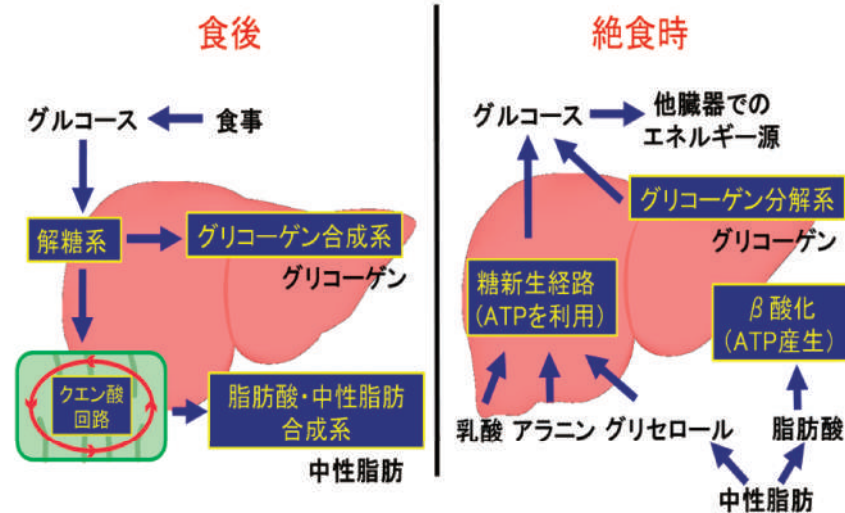 食後
グルコース
食事
解糖系
グリコーゲン合成系
グリコーゲン
クエン酸
回路
脂肪酸・中性脂肪
合成系
中性脂肪
絶食時
グルコース
他臓器での
エネルギー源
グリコーゲン分解系
グリコーゲン
糖新生経路
(ATPを利用)
β酸化
(ATP産生)
乳酸
アラニン
グリセロール
脂肪酸
中性脂肪